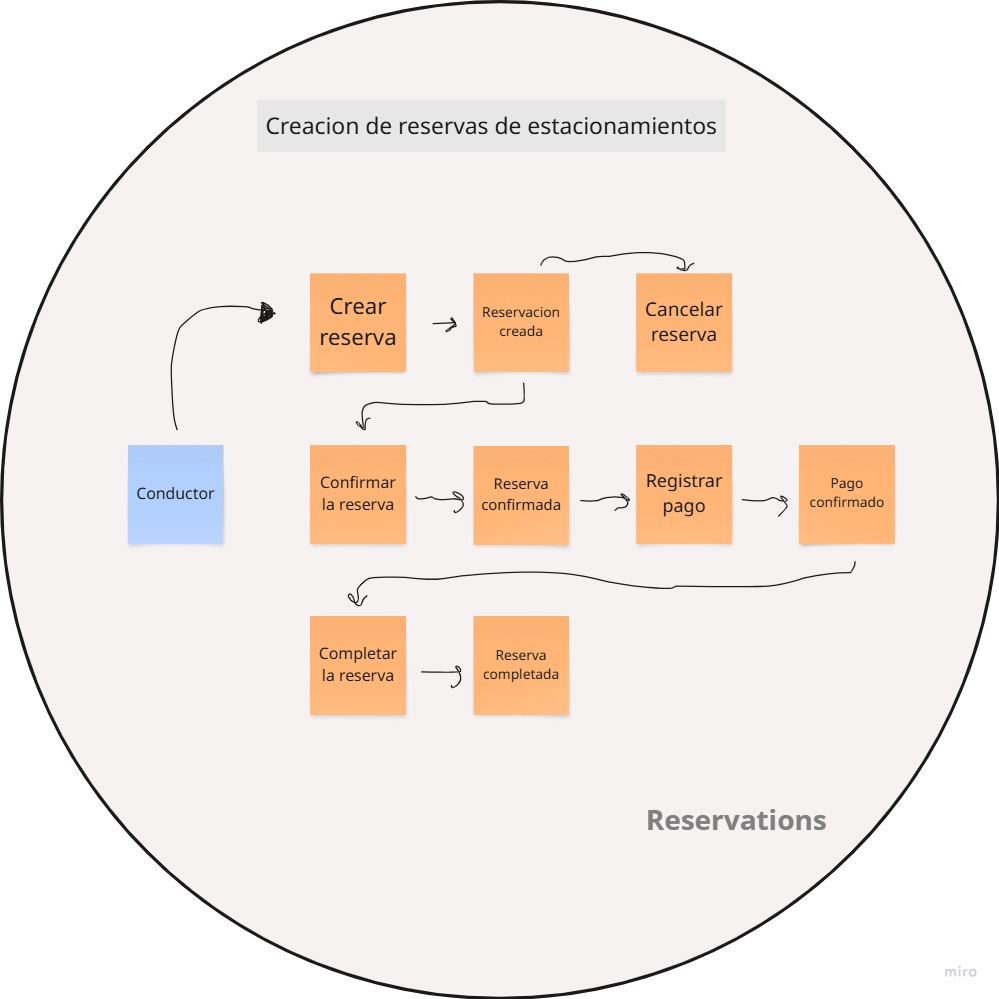 Creacion de reservas de estacionamientos
Crear
reserva
Reservacion
creada
Cancelar
reserva
Conductor
Confirmar
la reserva
Reserva
confirmada
Registrar
pago
Pago
confirmado
Completar
la reserva
Reserva
completada
Reservations
miro